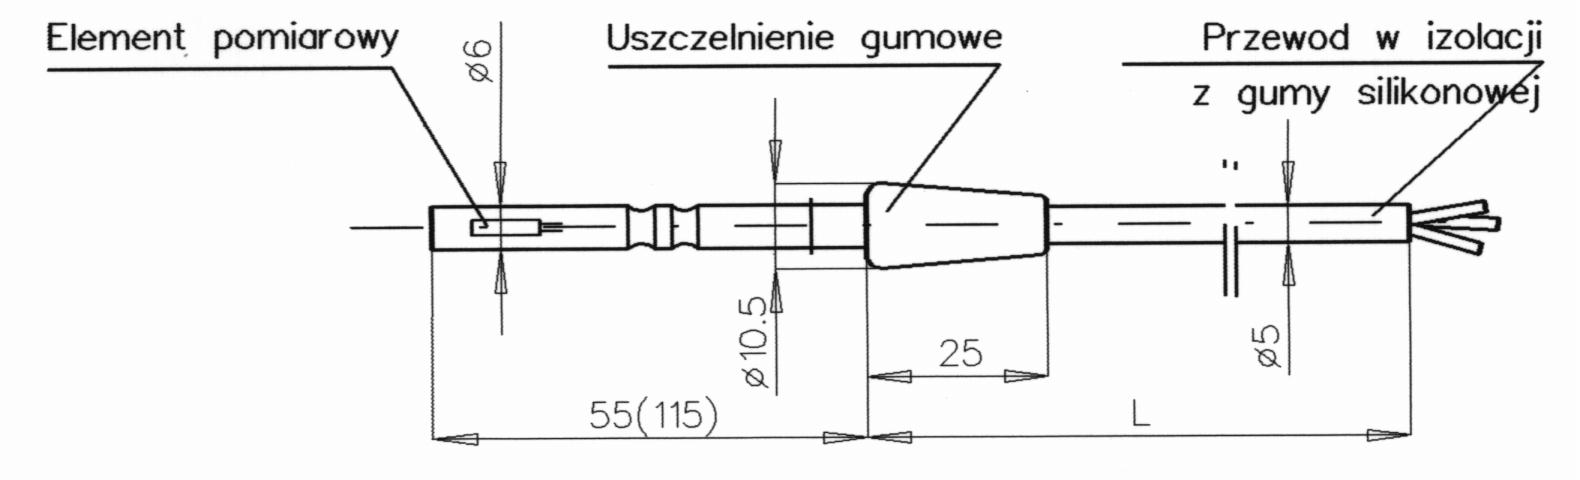 Element pomiarowy
Uszczelnienie gumowe
Przewod w izolacji
z gumy silikonowej
ø6
ø10.5
25
ø5
55(115)
L